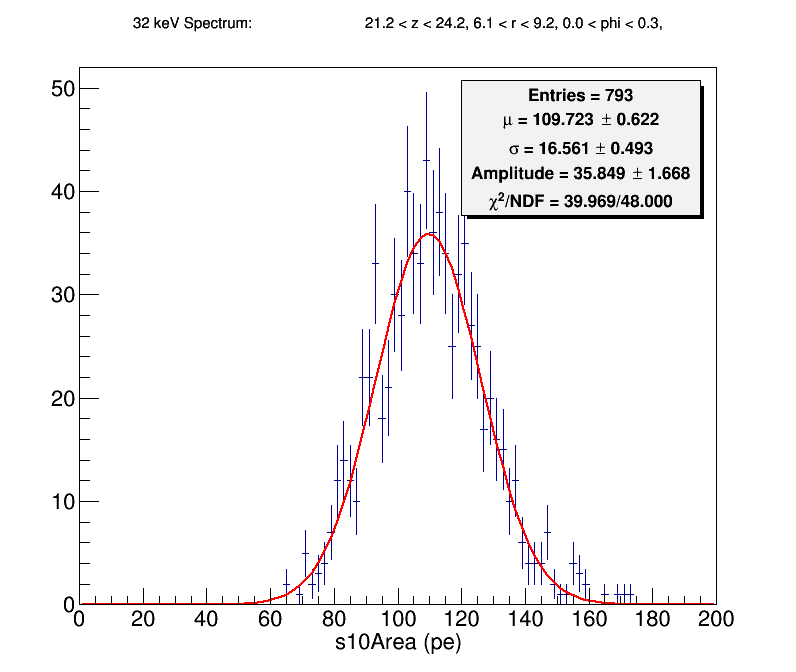 32 keV Spectrum: 21.2 < z < 24.2, 6.1 < r < 9.2, 0.0 < phi < 0.3,
Entries = 793
μ = 109.723 ± 0.622
σ = 16.561 ± 0.493
Amplitude = 35.849 ± 1.668
χ²/NDF = 39.969/48.000
50
40
30
20
10
0
0 20 40 60 80 100 120 140 160 180 200
s10Area (pe)